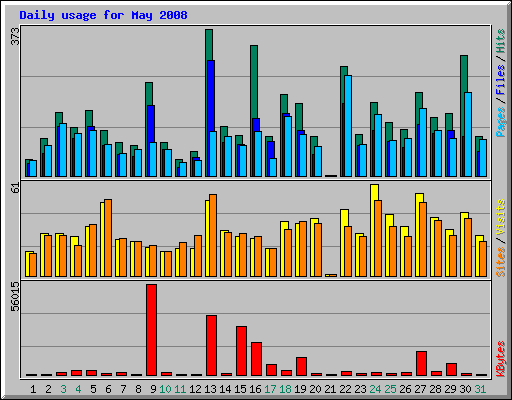 Daily usage for May 2008
373
Pages / Files / Hits
61
Sites / Visits
56015
KBytes
1 2 3 4 5 6 7 8 9 10 11 12 13 14 15 16 17 18 19 20 21 22 23 24 25 26 27 28 29 30 31